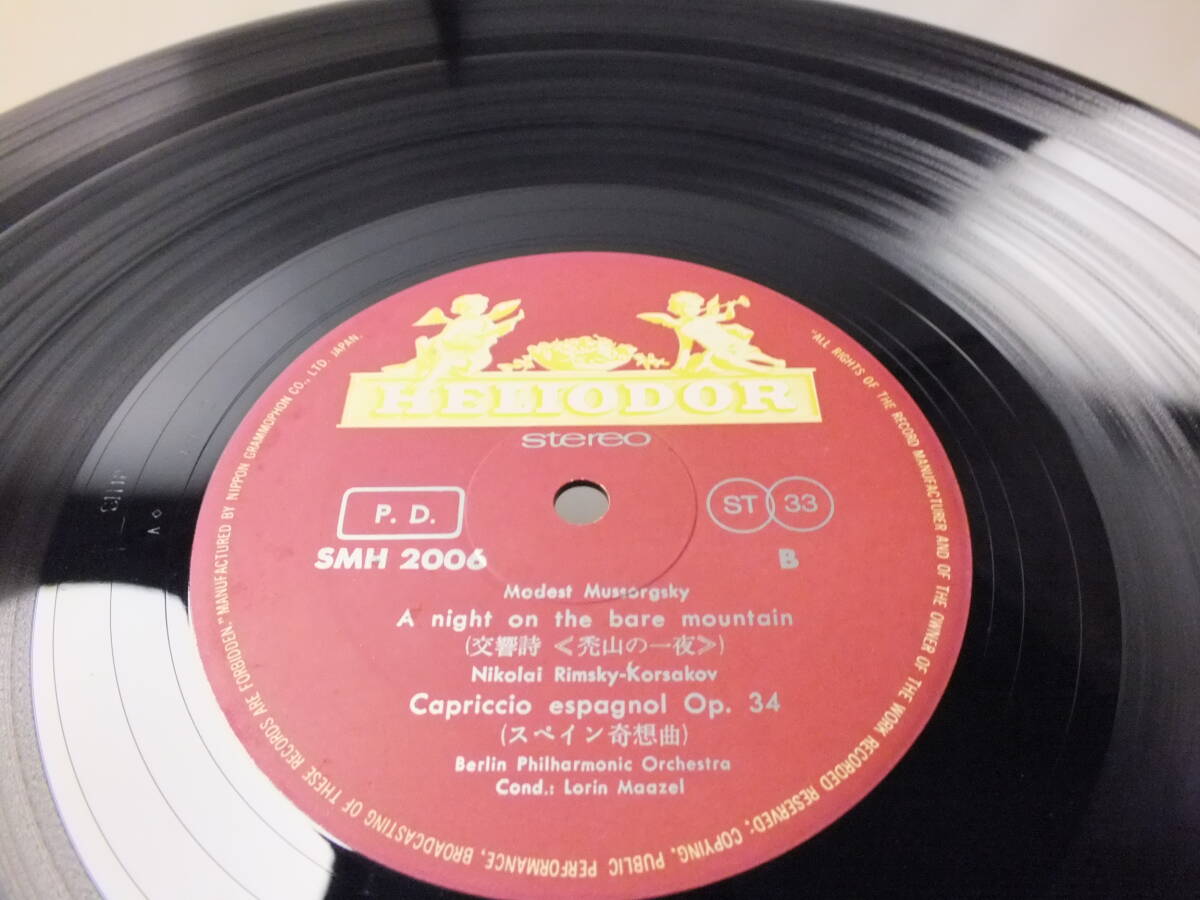 HELIODOR
stereo
P. D.
ST 33
SMH 2006
B
Modest Mussorgsky
A night on the bare mountain
(交響詩 ≪禿山の一夜≫)
Nikolai Rimsky-Korsakov
Capriccio espagnol Op. 34
(スペイン奇想曲)
Berlin Philharmonic Orchestra
Cond.: Lorin Maazel
"ALL RIGHTS OF THE RECORD MANUFACTURER AND OF THE OWNER OF THE WORK RECORDED RESERVED; COPYING, PUBLIC PERFORMANCE, BROADCASTING OF THESE RECORDS ARE FORBIDDEN." MANUFACTURED BY NIPPON GRAMMOPHON CO., LTD. JAPAN.